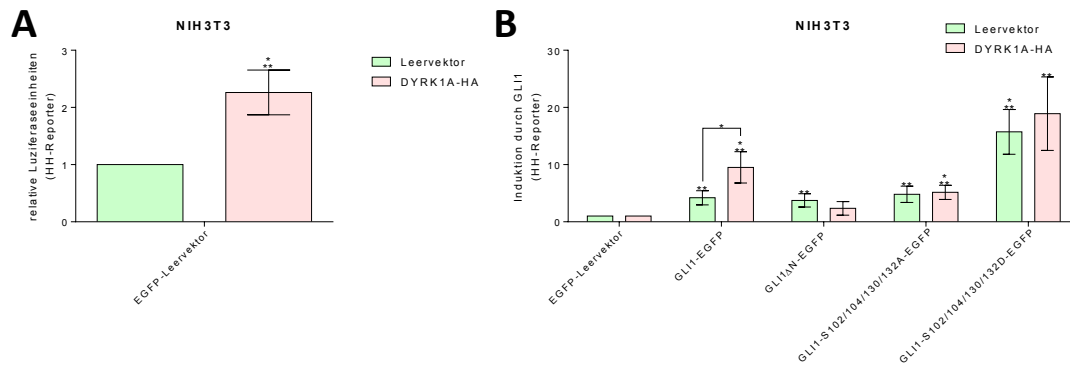 A
NIH3T3
relative Luziferaseeinheiten
(HH-Reporter)
3
2
1
0
*
**
EGFP-Leervektor
Leervektor
DYRK1A-HA
B
NIH3T3
Leervektor
DYRK1A-HA
Induktion durch GLI1
(HH-Reporter)
30
20
10
0
**
*
*
**
**
**
*
**
*
**
**
EGFP-Leervektor
GLI1-EGFP
GLI1ΔN-EGFP
GLI1-S102/104/130/132A-EGFP
GLI1-S102/104/130/132D-EGFP